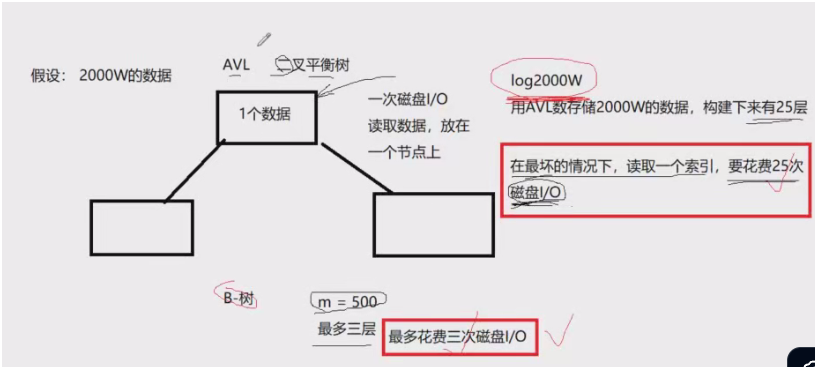 假设： 2000W的数据
AVL 二叉平衡树
1个数据
一次磁盘I/O
读取数据，放在
一个节点上
log2000W
用AVL数存储2000W的数据，构建下来有25层
在最坏的情况下，读取一个索引，要花费25次
磁盘I/O
B-树
m = 500
最多三层
最多花费三次磁盘I/O